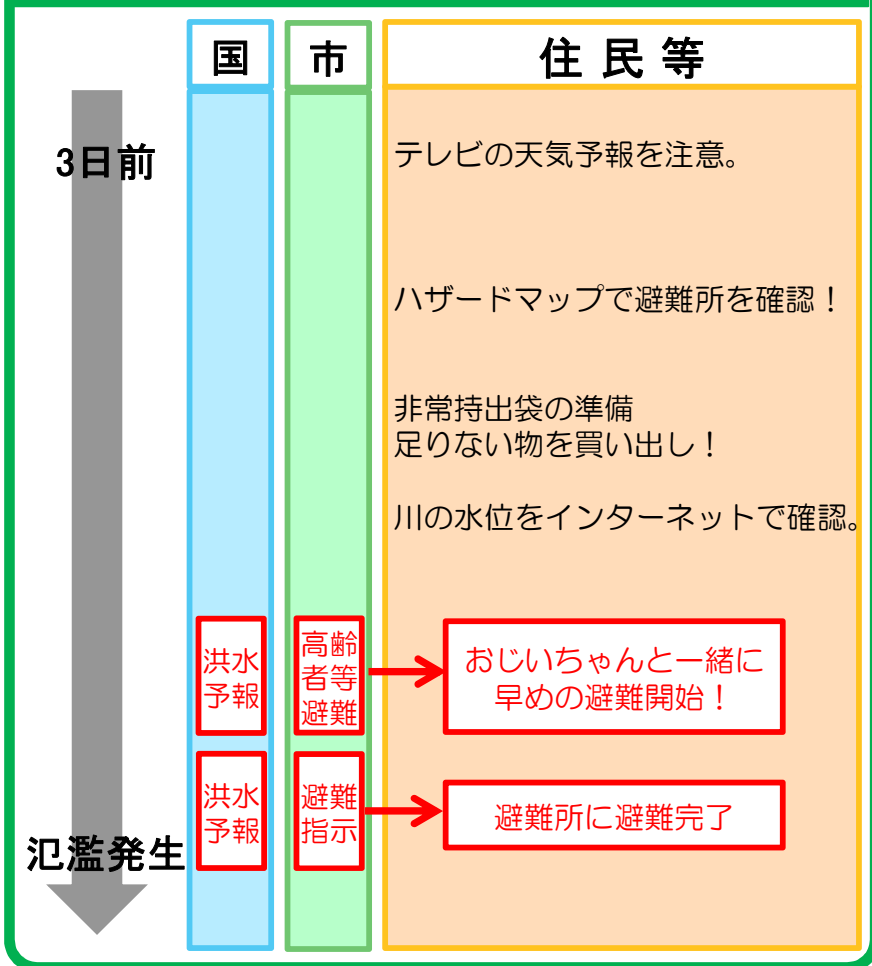 国
市
住民等
3日前
テレビの天気予報を注意。
ハザードマップで避難所を確認！
非常持出袋の準備
足りない物を買い出し！
川の水位をインターネットで確認。
洪水
予報
高齢
者等
避難
おじいちゃんと一緒に
早めの避難開始！
洪水
予報
避難
指示
避難所に避難完了
氾濫発生